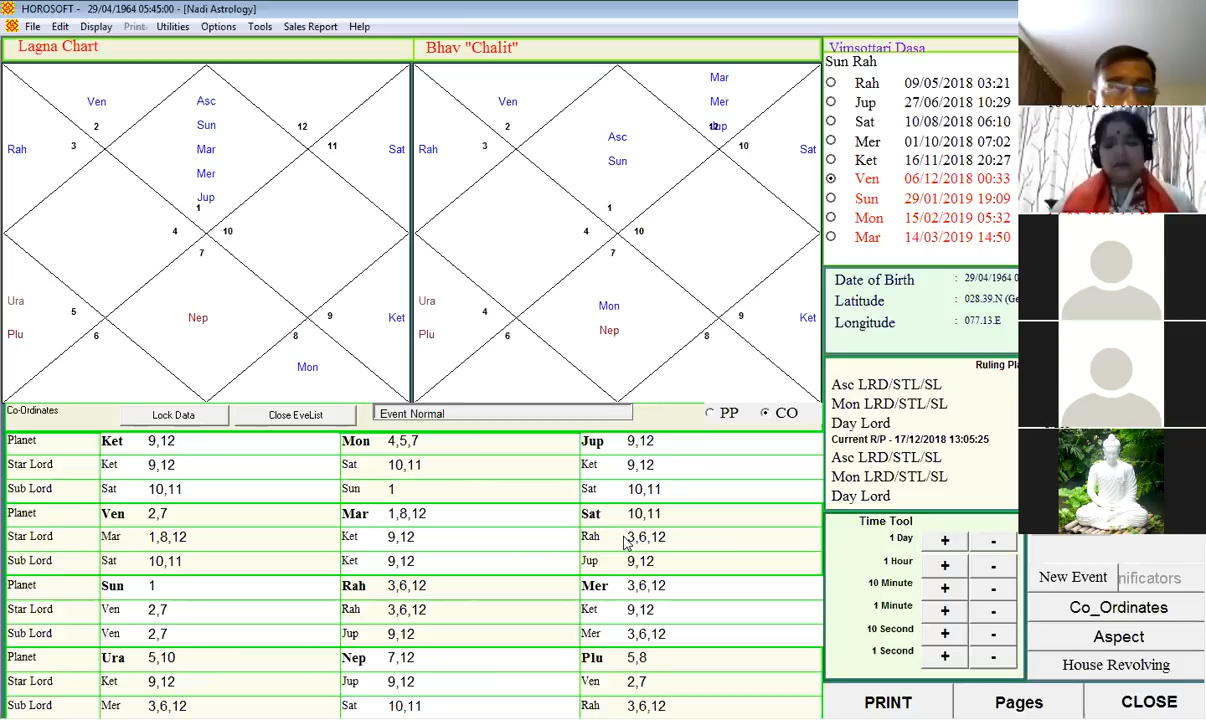 HOROSOFT - 29/04/1964 05:45:00 - [Nadi Astrology]
File Edit Display Print Utilities Options Tools Sales Report Help
Lagna Chart
Ven
Asc
Sun
Mar
Mer
Jup
2
12
3
11
Rah
Sat
1
4
10
7
Ura
Plu
5
6
Nep
9
8
Ket
Mon
Bhav "Chalit"
Ven
Mar
Mer
Jup
Asc
Sun
2
12
3
10
Rah
Sat
1
4
10
7
Ura
Plu
4
6
Mon
Nep
9
8
Ket
Vimsottari Dasa
Sun Rah
Rah 09/05/2018 03:21
Jup 27/06/2018 10:29
Sat 10/08/2018 06:10
Mer 01/10/2018 07:02
Ket 16/11/2018 20:27
Ven 06/12/2018 00:33
Sun 29/01/2019 19:09
Mon 15/02/2019 05:32
Mar 14/03/2019 14:50
Date of Birth : 29/04/1964 0
Latitude : 028.39.N (Ge
Longitude : 077.13.E
Ruling Pla
Asc LRD/STL/SL
Mon LRD/STL/SL
Day Lord
Current R/P - 17/12/2018 13:05:25
Asc LRD/STL/SL
Mon LRD/STL/SL
Day Lord
Co-Ordinates Lock Data Close EveList Event Normal PP CO
Planet Ket 9,12 Mon 4,5,7 Jup 9,12
Star Lord Ket 9,12 Sat 10,11 Ket 9,12
Sub Lord Sat 10,11 Sun 1 Sat 10,11
Planet Ven 2,7 Mar 1,8,12 Sat 10,11
Star Lord Mar 1,8,12 Ket 9,12 Rah 3,6,12
Sub Lord Sat 10,11 Ket 9,12 Jup 9,12
Planet Sun 1 Rah 3,6,12 Mer 3,6,12
Star Lord Ven 2,7 Rah 3,6,12 Ket 9,12
Sub Lord Ven 2,7 Jup 9,12 Mer 3,6,12
Planet Ura 5,10 Nep 7,12 Plu 5,8
Star Lord Ket 9,12 Jup 9,12 Ven 2,7
Sub Lord Mer 3,6,12 Sat 10,11 Rah 3,6,12
Time Tool
1 Day + -
1 Hour + -
10 Minute + -
1 Minute + -
10 Second + -
1 Second + -
New Event nificators
Co_Ordinates
Aspect
House Revolving
PRINT Pages CLOSE